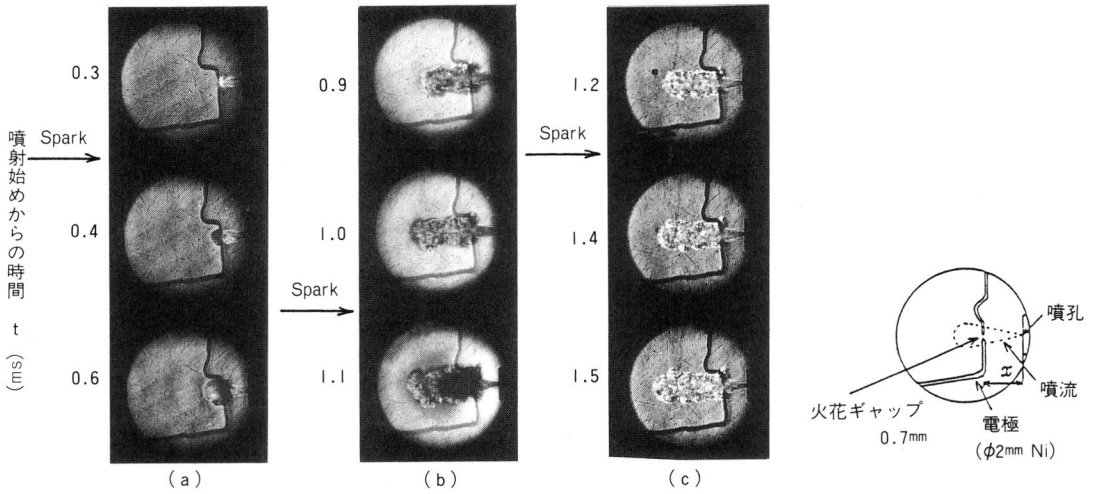 噴射始めからの時間 t (ms)
0.3
Spark
0.4
0.6
(a)
0.9
1.0
Spark
1.1
(b)
1.2
Spark
1.4
1.5
(c)
噴孔
x
噴流
火花ギャップ
0.7mm
電極
(φ2mm Ni)